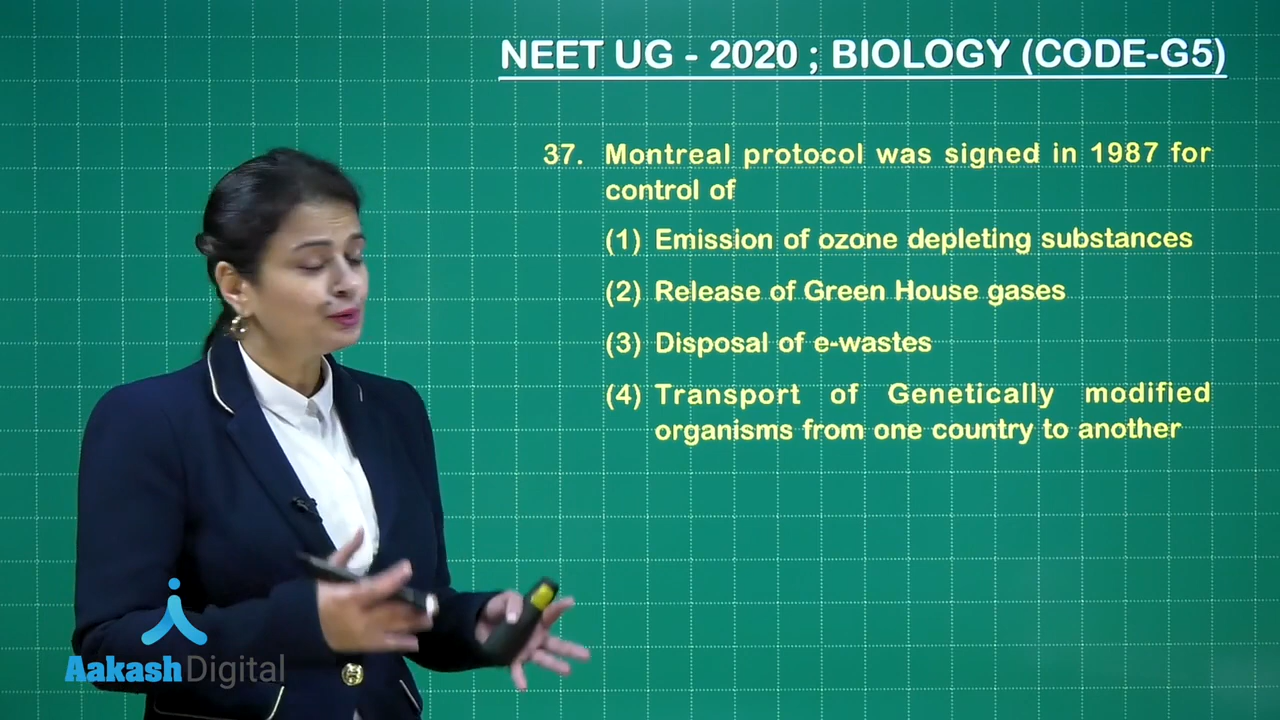 NEET UG - 2020 ; BIOLOGY (CODE-G5)
37. Montreal protocol was signed in 1987 for
control of
(1) Emission of ozone depleting substances
(2) Release of Green House gases
(3) Disposal of e-wastes
(4) Transport of Genetically modified
organisms from one country to another
Aakash Digital